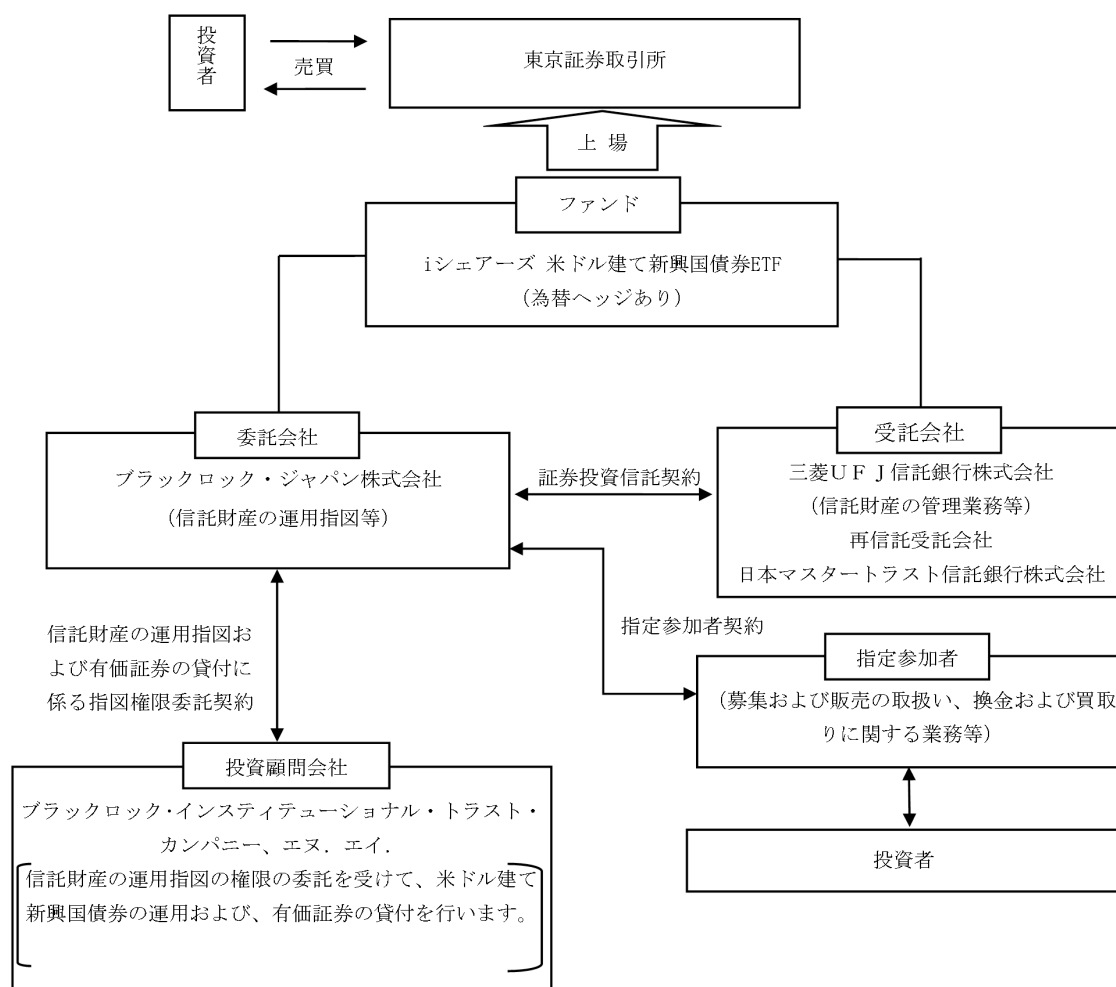 投資者
売買
東京証券取引所
上 場
ファンド
iシェアーズ 米ドル建て新興国債券ETF
（為替ヘッジあり）
委託会社
ブラックロック・ジャパン株式会社
（信託財産の運用指図等）
証券投資信託契約
受託会社
三菱ＵＦＪ信託銀行株式会社
（信託財産の管理業務等）
再信託受託会社
日本マスタートラスト信託銀行株式会社
信託財産の運用指図お
よび有価証券の貸付に
係る指図権限委託契約
指定参加者契約
指定参加者
（募集および販売の取扱い、換金および買取
りに関する業務等）
投資者
投資顧問会社
ブラックロック・インスティテューショナル・トラスト・
カンパニー、エヌ．エイ．
信託財産の運用指図の権限の委託を受けて、米ドル建て
新興国債券の運用および、有価証券の貸付を行います。